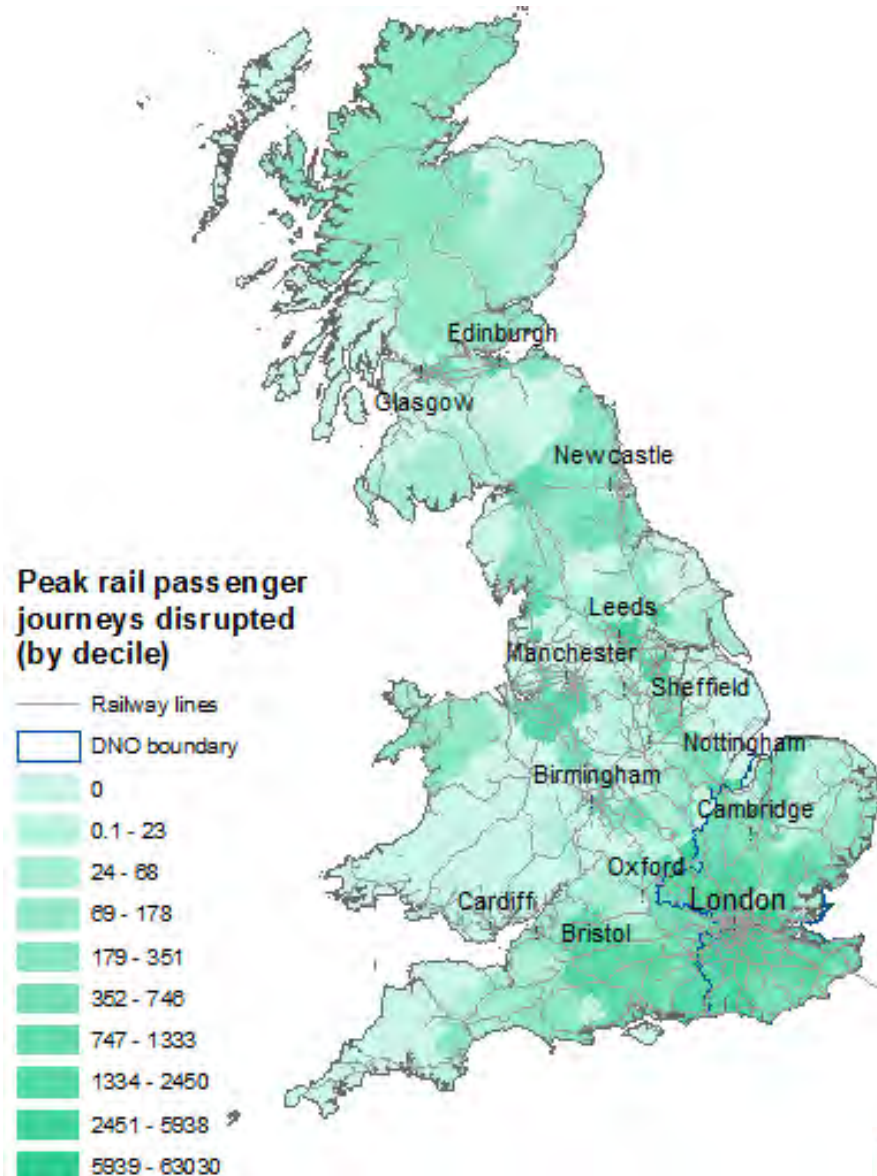 Edinburgh
Glasgow
Newcastle
Peak rail passenger
journeys disrupted
(by decile)
Leeds
Manchester
Sheffield
Railway lines
DNO boundary
Nottingham
Birmingham
Cambridge
Oxford
London
Cardiff
Bristol
0
0.1 - 23
24 - 68
69 - 178
179 - 351
352 - 746
747 - 1333
1334 - 2450
2451 - 5938
5939 - 63030